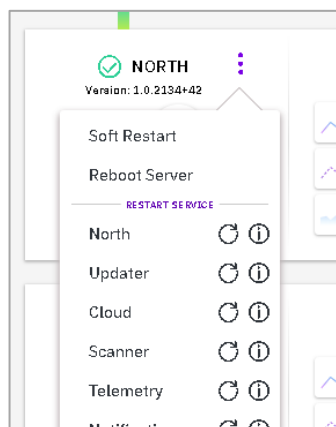 NORTH
Version: 1.0.2134+42
Soft Restart
Reboot Server
RESTART SERVICE
North
Updater
Cloud
Scanner
Telemetry